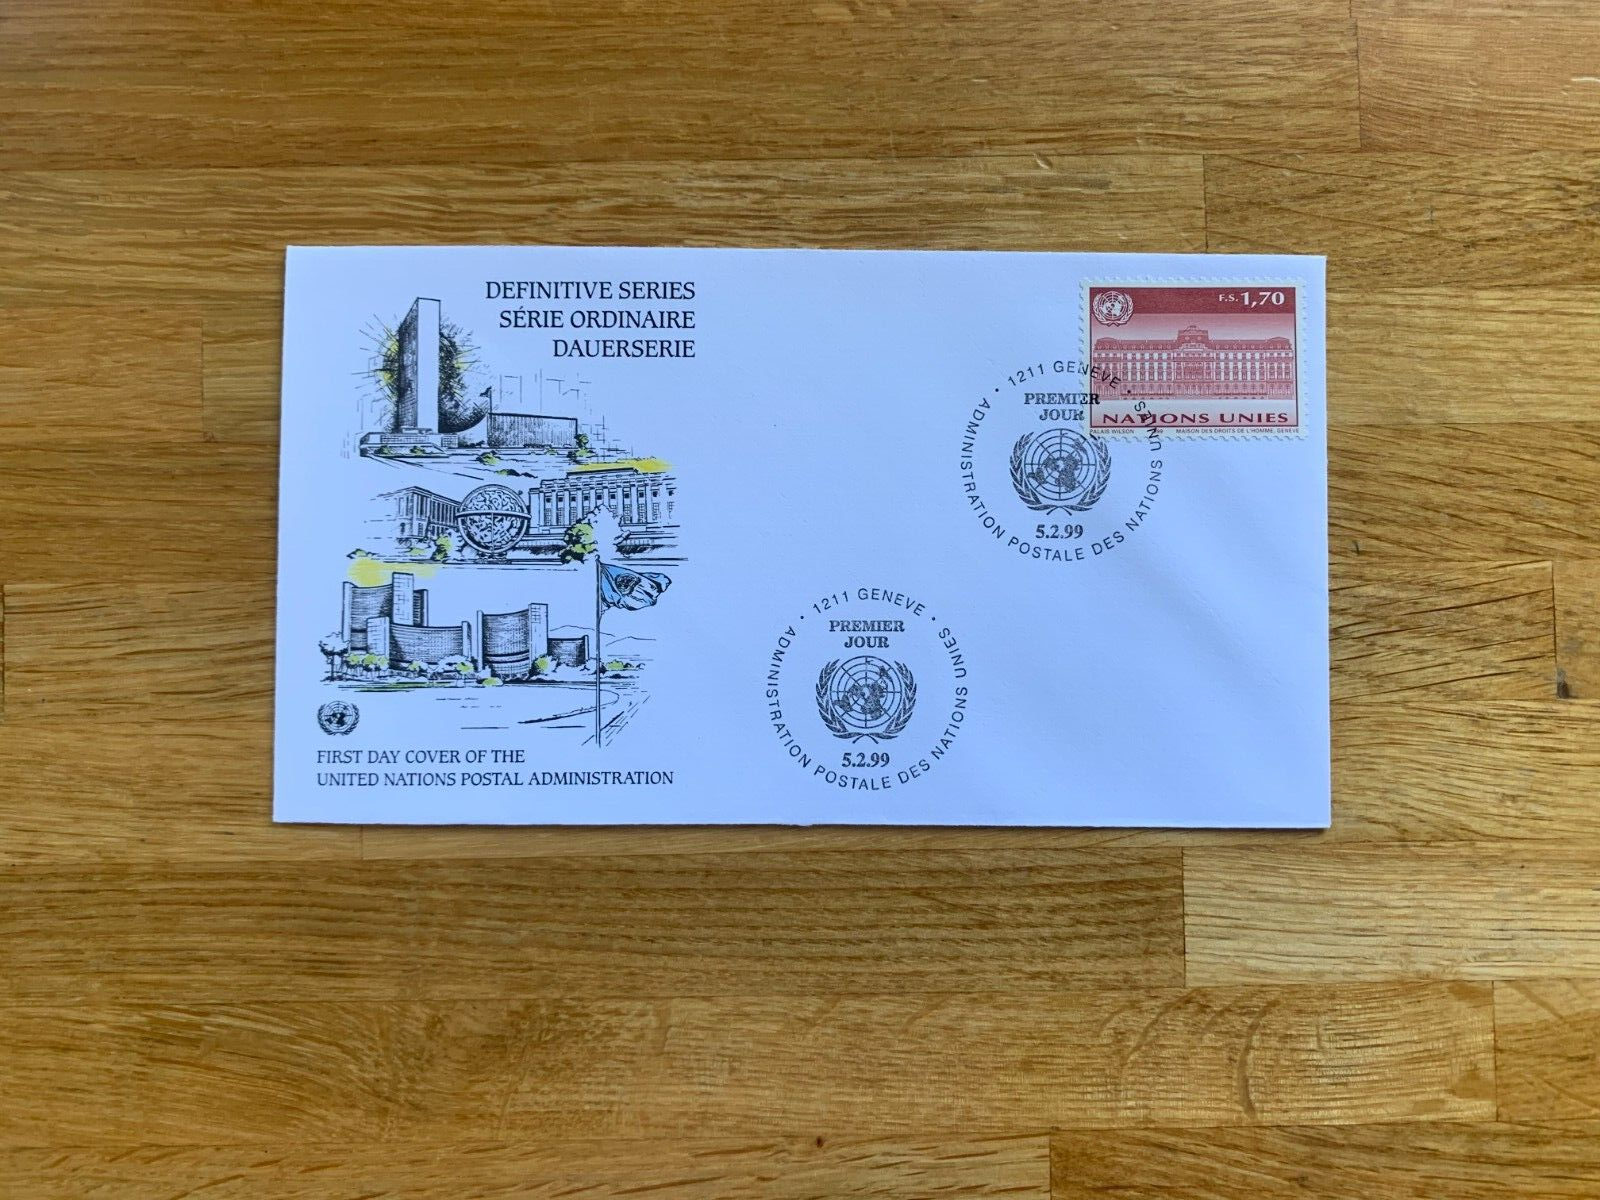 DEFINITIVE SERIES
SÉRIE ORDINAIRE
DAUERSERIE
F.S. 1,70
NATIONS UNIES
PALAIS WILSON MAISON DES DROITS DE L'HOMME, GENÈVE
• 1211 GENEVE •
PREMIER
JOUR
5.2.99
ADMINISTRATION POSTALE DES NATIONS UNIES
• 1211 GENEVE •
PREMIER
JOUR
5.2.99
ADMINISTRATION POSTALE DES NATIONS UNIES
FIRST DAY COVER OF THE
UNITED NATIONS POSTAL ADMINISTRATION